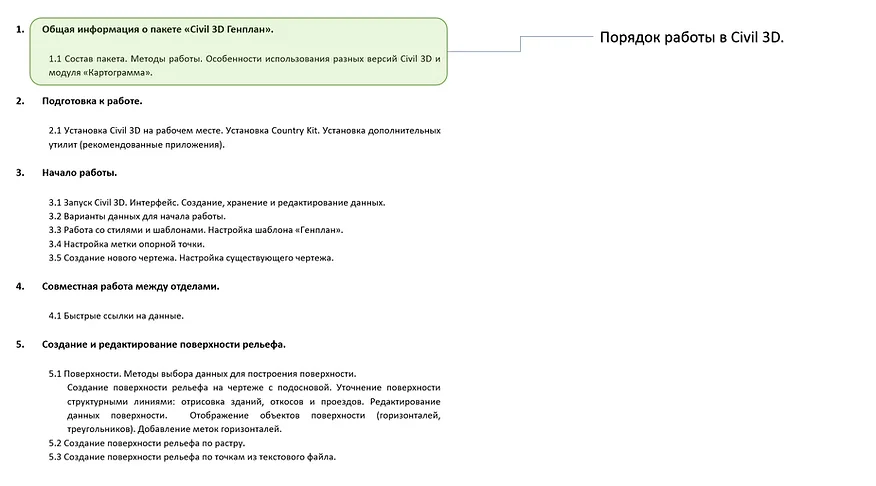 1. Общая информация о пакете «Civil 3D Генплан».
Порядок работы в Civil 3D.
1.1 Состав пакета. Методы работы. Особенности использования разных версий Civil 3D и
модуля «Картограмма».
2. Подготовка к работе.
2.1 Установка Civil 3D на рабочем месте. Установка Country Kit. Установка дополнительных
утилит (рекомендованные приложения).
3. Начало работы.
3.1 Запуск Civil 3D. Интерфейс. Создание, хранение и редактирование данных.
3.2 Варианты данных для начала работы.
3.3 Работа со стилями и шаблонами. Настройка шаблона «Генплан».
3.4 Настройка метки опорной точки.
3.5 Создание нового чертежа. Настройка существующего чертежа.
4. Совместная работа между отделами.
4.1 Быстрые ссылки на данные.
5. Создание и редактирование поверхности рельефа.
5.1 Поверхности. Методы выбора данных для построения поверхности.
Создание поверхности рельефа на чертеже с подосновой. Уточнение поверхности
структурными линиями: отрисовка зданий, откосов и проездов. Редактирование
данных поверхности. Отображение объектов поверхности (горизонталей,
треугольников). Добавление меток горизонталей.
5.2 Создание поверхности рельефа по растру.
5.3 Создание поверхности рельефа по точкам из текстового файла.